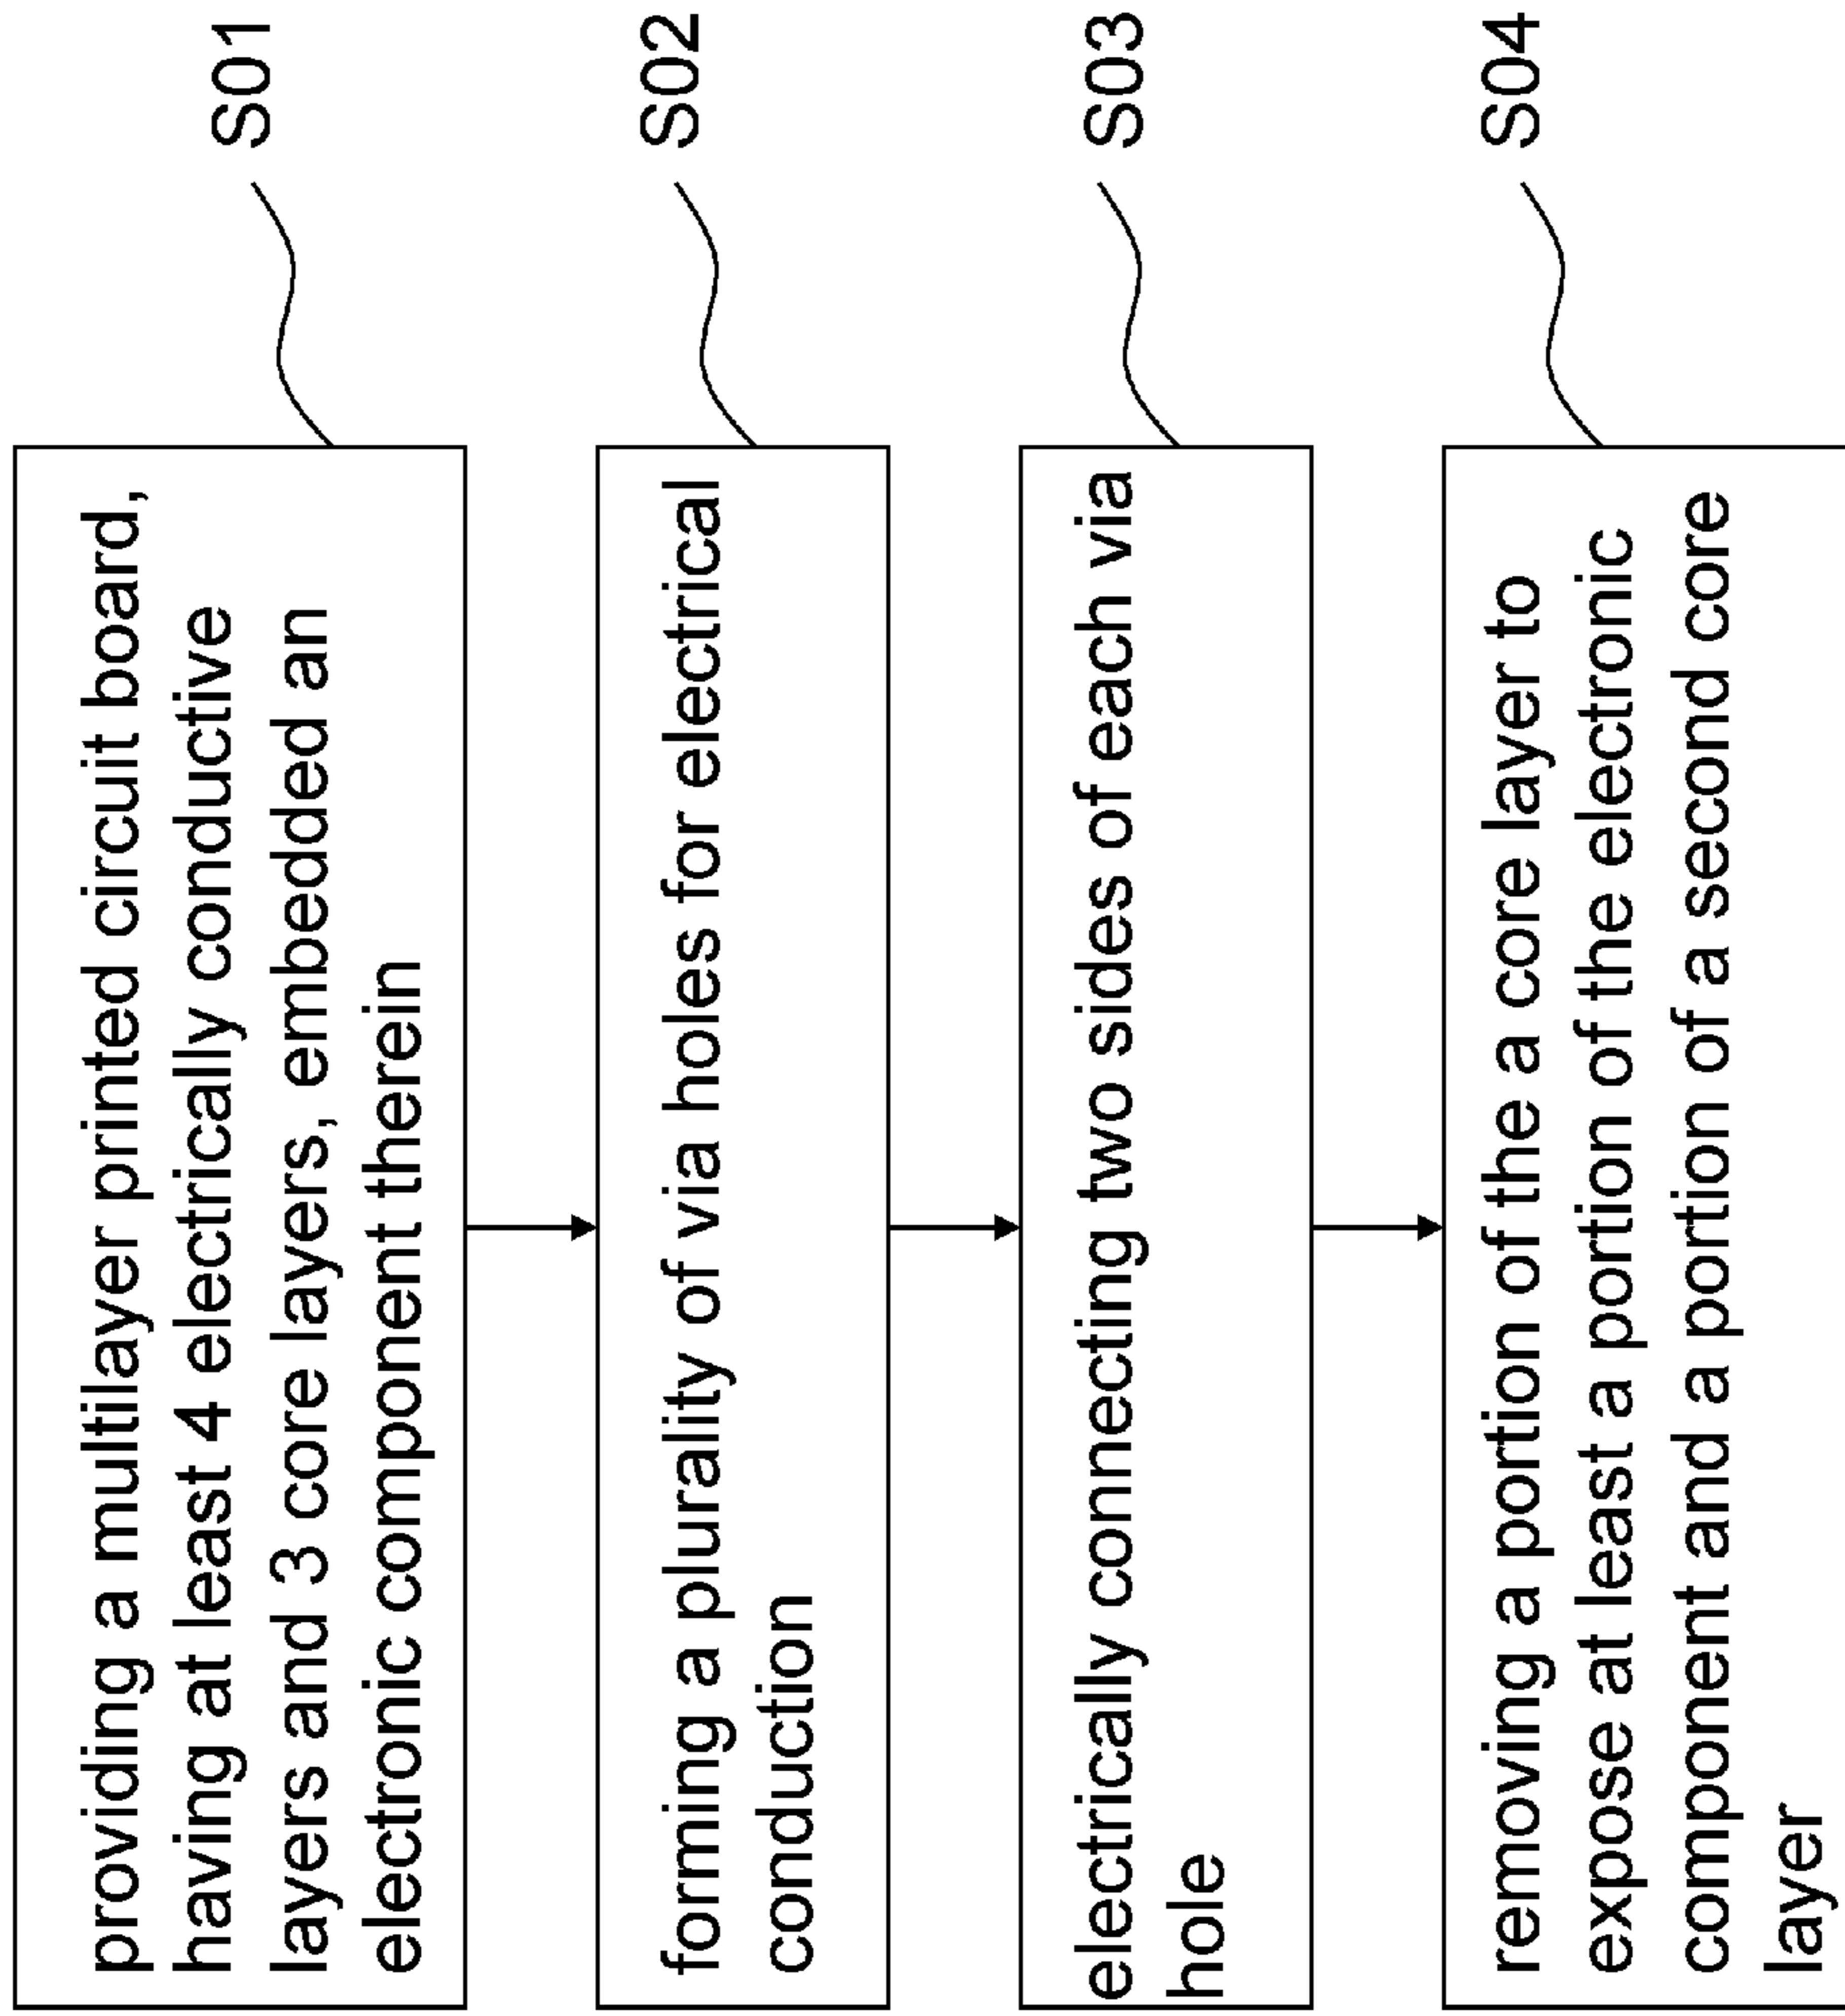 providing a multilayer printed circuit board,
having at least 4 electrically conductive
layers and 3 core layers, embedded an
electronic component therein
S01
forming a plurality of via holes for electrical
conduction
S02
electrically connecting two sides of each via
hole
S03
removing a portion of the a core layer to
expose at least a portion of the electronic
component and a portion of a second core
layer
S04